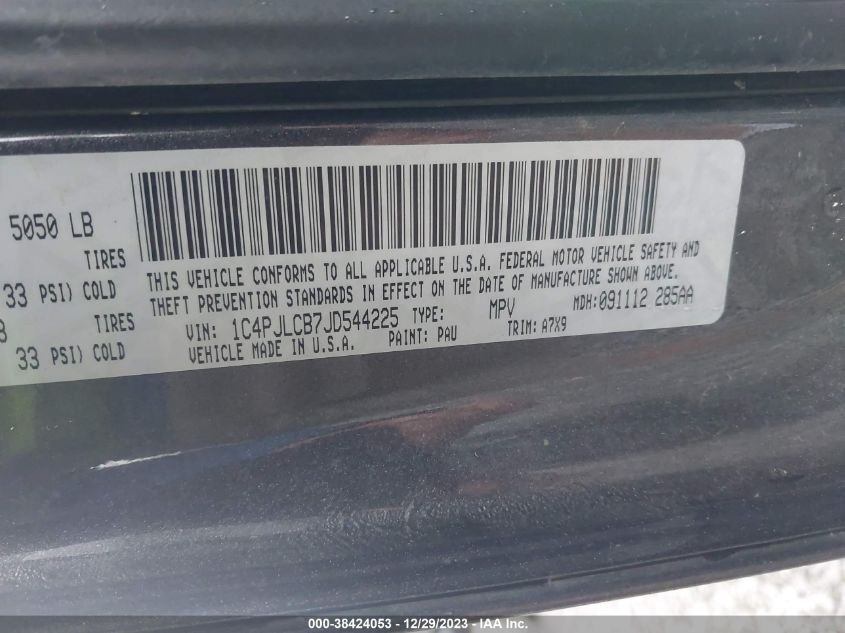 5050 LB
TIRES
33 PSI) COLD
TIRES
33 PSI) COLD
THIS VEHICLE CONFORMS TO ALL APPLICABLE U.S.A. FEDERAL MOTOR VEHICLE SAFETY AND
THEFT PREVENTION STANDARDS IN EFFECT ON THE DATE OF MANUFACTURE SHOWN ABOVE.
VIN: 1C4PJLCB7JD544225 TYPE: MPV MDH:091112 285AA
VEHICLE MADE IN U.S.A. PAINT: PAU TRIM: A7X9
000-38424053 - 12/29/2023 - IAA Inc.